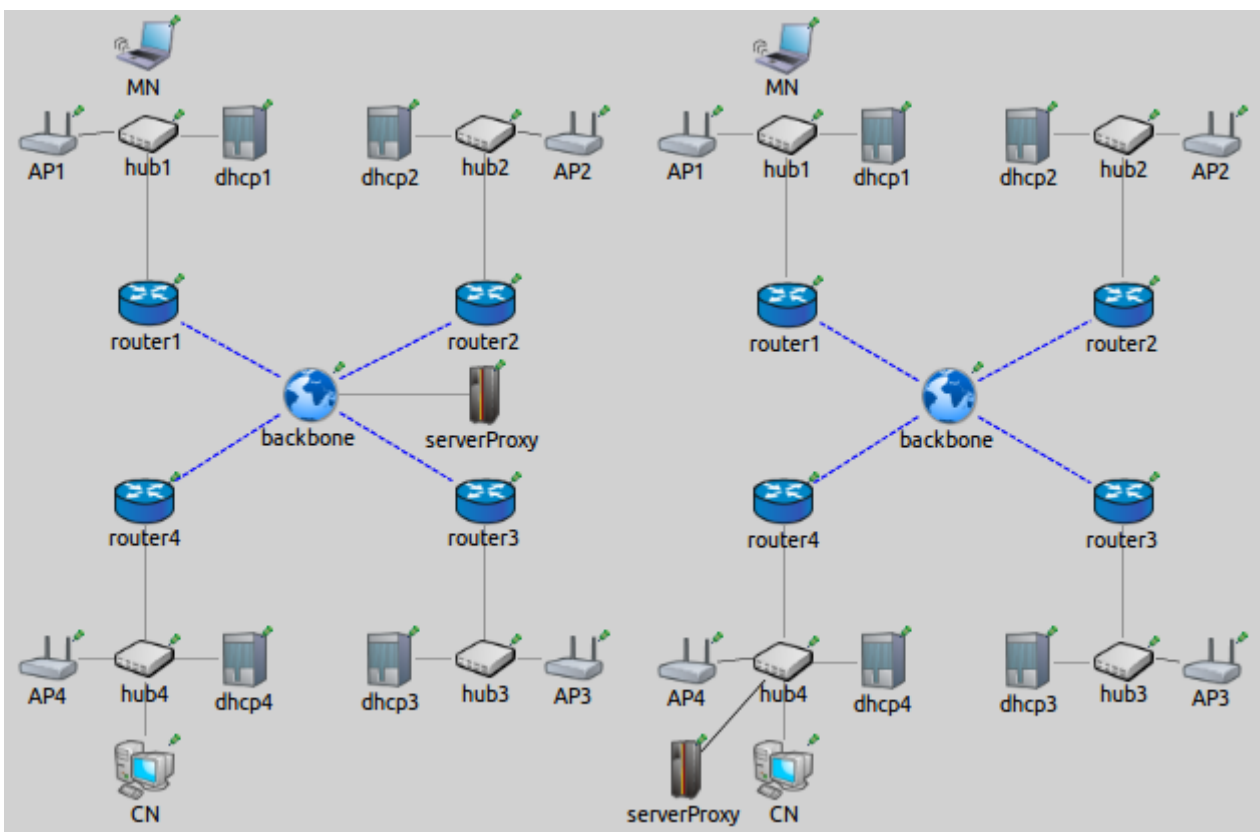 MN
AP1
hub1
dhcp1
dhcp2
hub2
AP2
router1
router2
backbone
serverProxy
router4
router3
AP4
hub4
dhcp4
dhcp3
hub3
AP3
CN
MN
AP1
hub1
dhcp1
dhcp2
hub2
AP2
router1
router2
backbone
router4
router3
AP4
hub4
dhcp4
dhcp3
hub3
AP3
serverProxy
CN